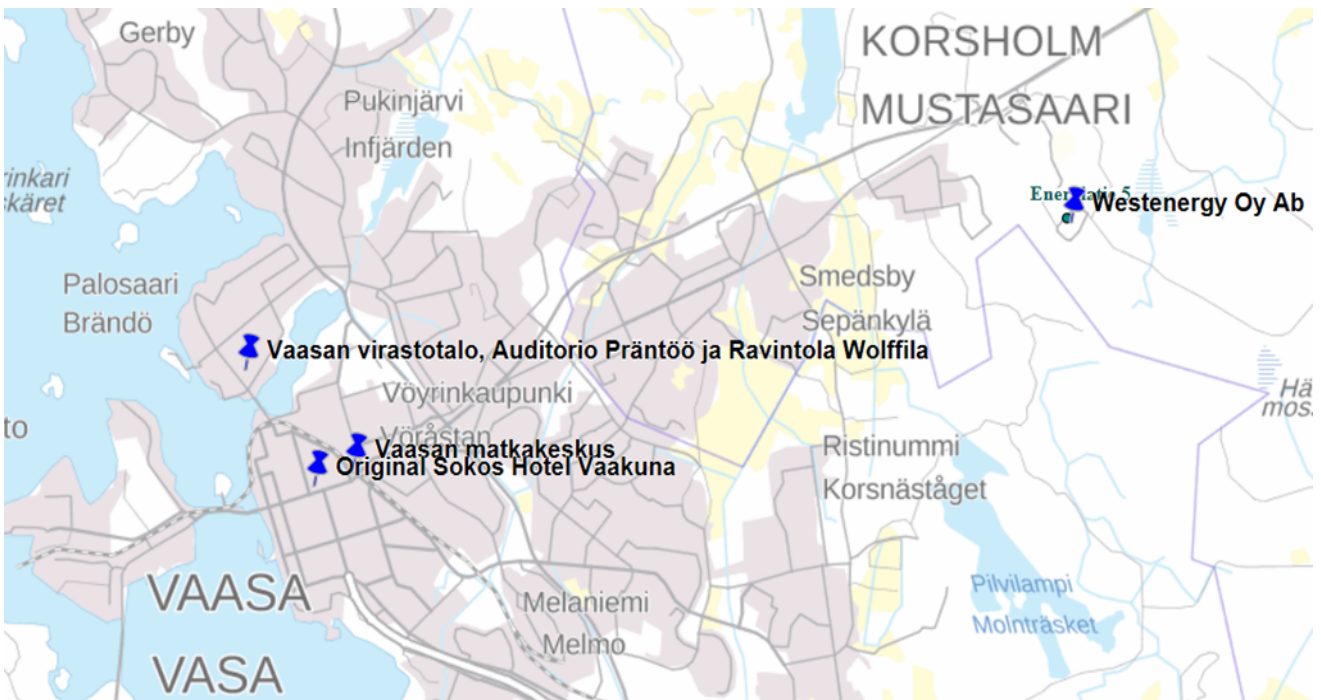 Gerby
KORSHOLM
MUSTASAARI
Pukinjärvi
Infjärden
rinkari
skäret
Westenergy Oy Ab
Palosaari
Brändö
Smedsby
Sepänkylä
Vaasan virastotalo, Auditorio Präntöö ja Ravintola Wolffila
Vöyrinkaupunki
Vöråstan
Hä
mos
to
Vaasan matkakeskus
Original Sokos Hotel Vaakuna
Ristinummi
Korsnäståget
VAASA
VASA
Melaniemi
Melmo
Pilvilampi
Molnträsket